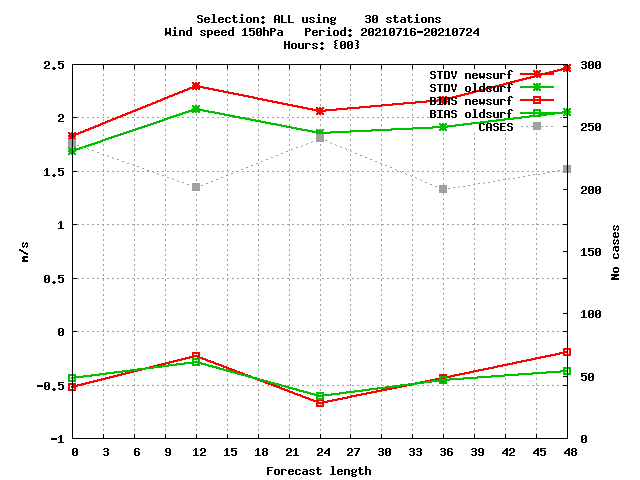 Selection: ALL using 30 stations
Wind speed 150hPa Period: 20210716-20210724
Hours: {00}
2.5
2
1.5
1
0.5
0
-0.5
-1
m/s
300
250
200
150
100
50
0
No cases
STDV newsurf
STDV oldsurf
BIAS newsurf
BIAS oldsurf
CASES
0 3 6 9 12 15 18 21 24 27 30 33 36 39 42 45 48
Forecast length